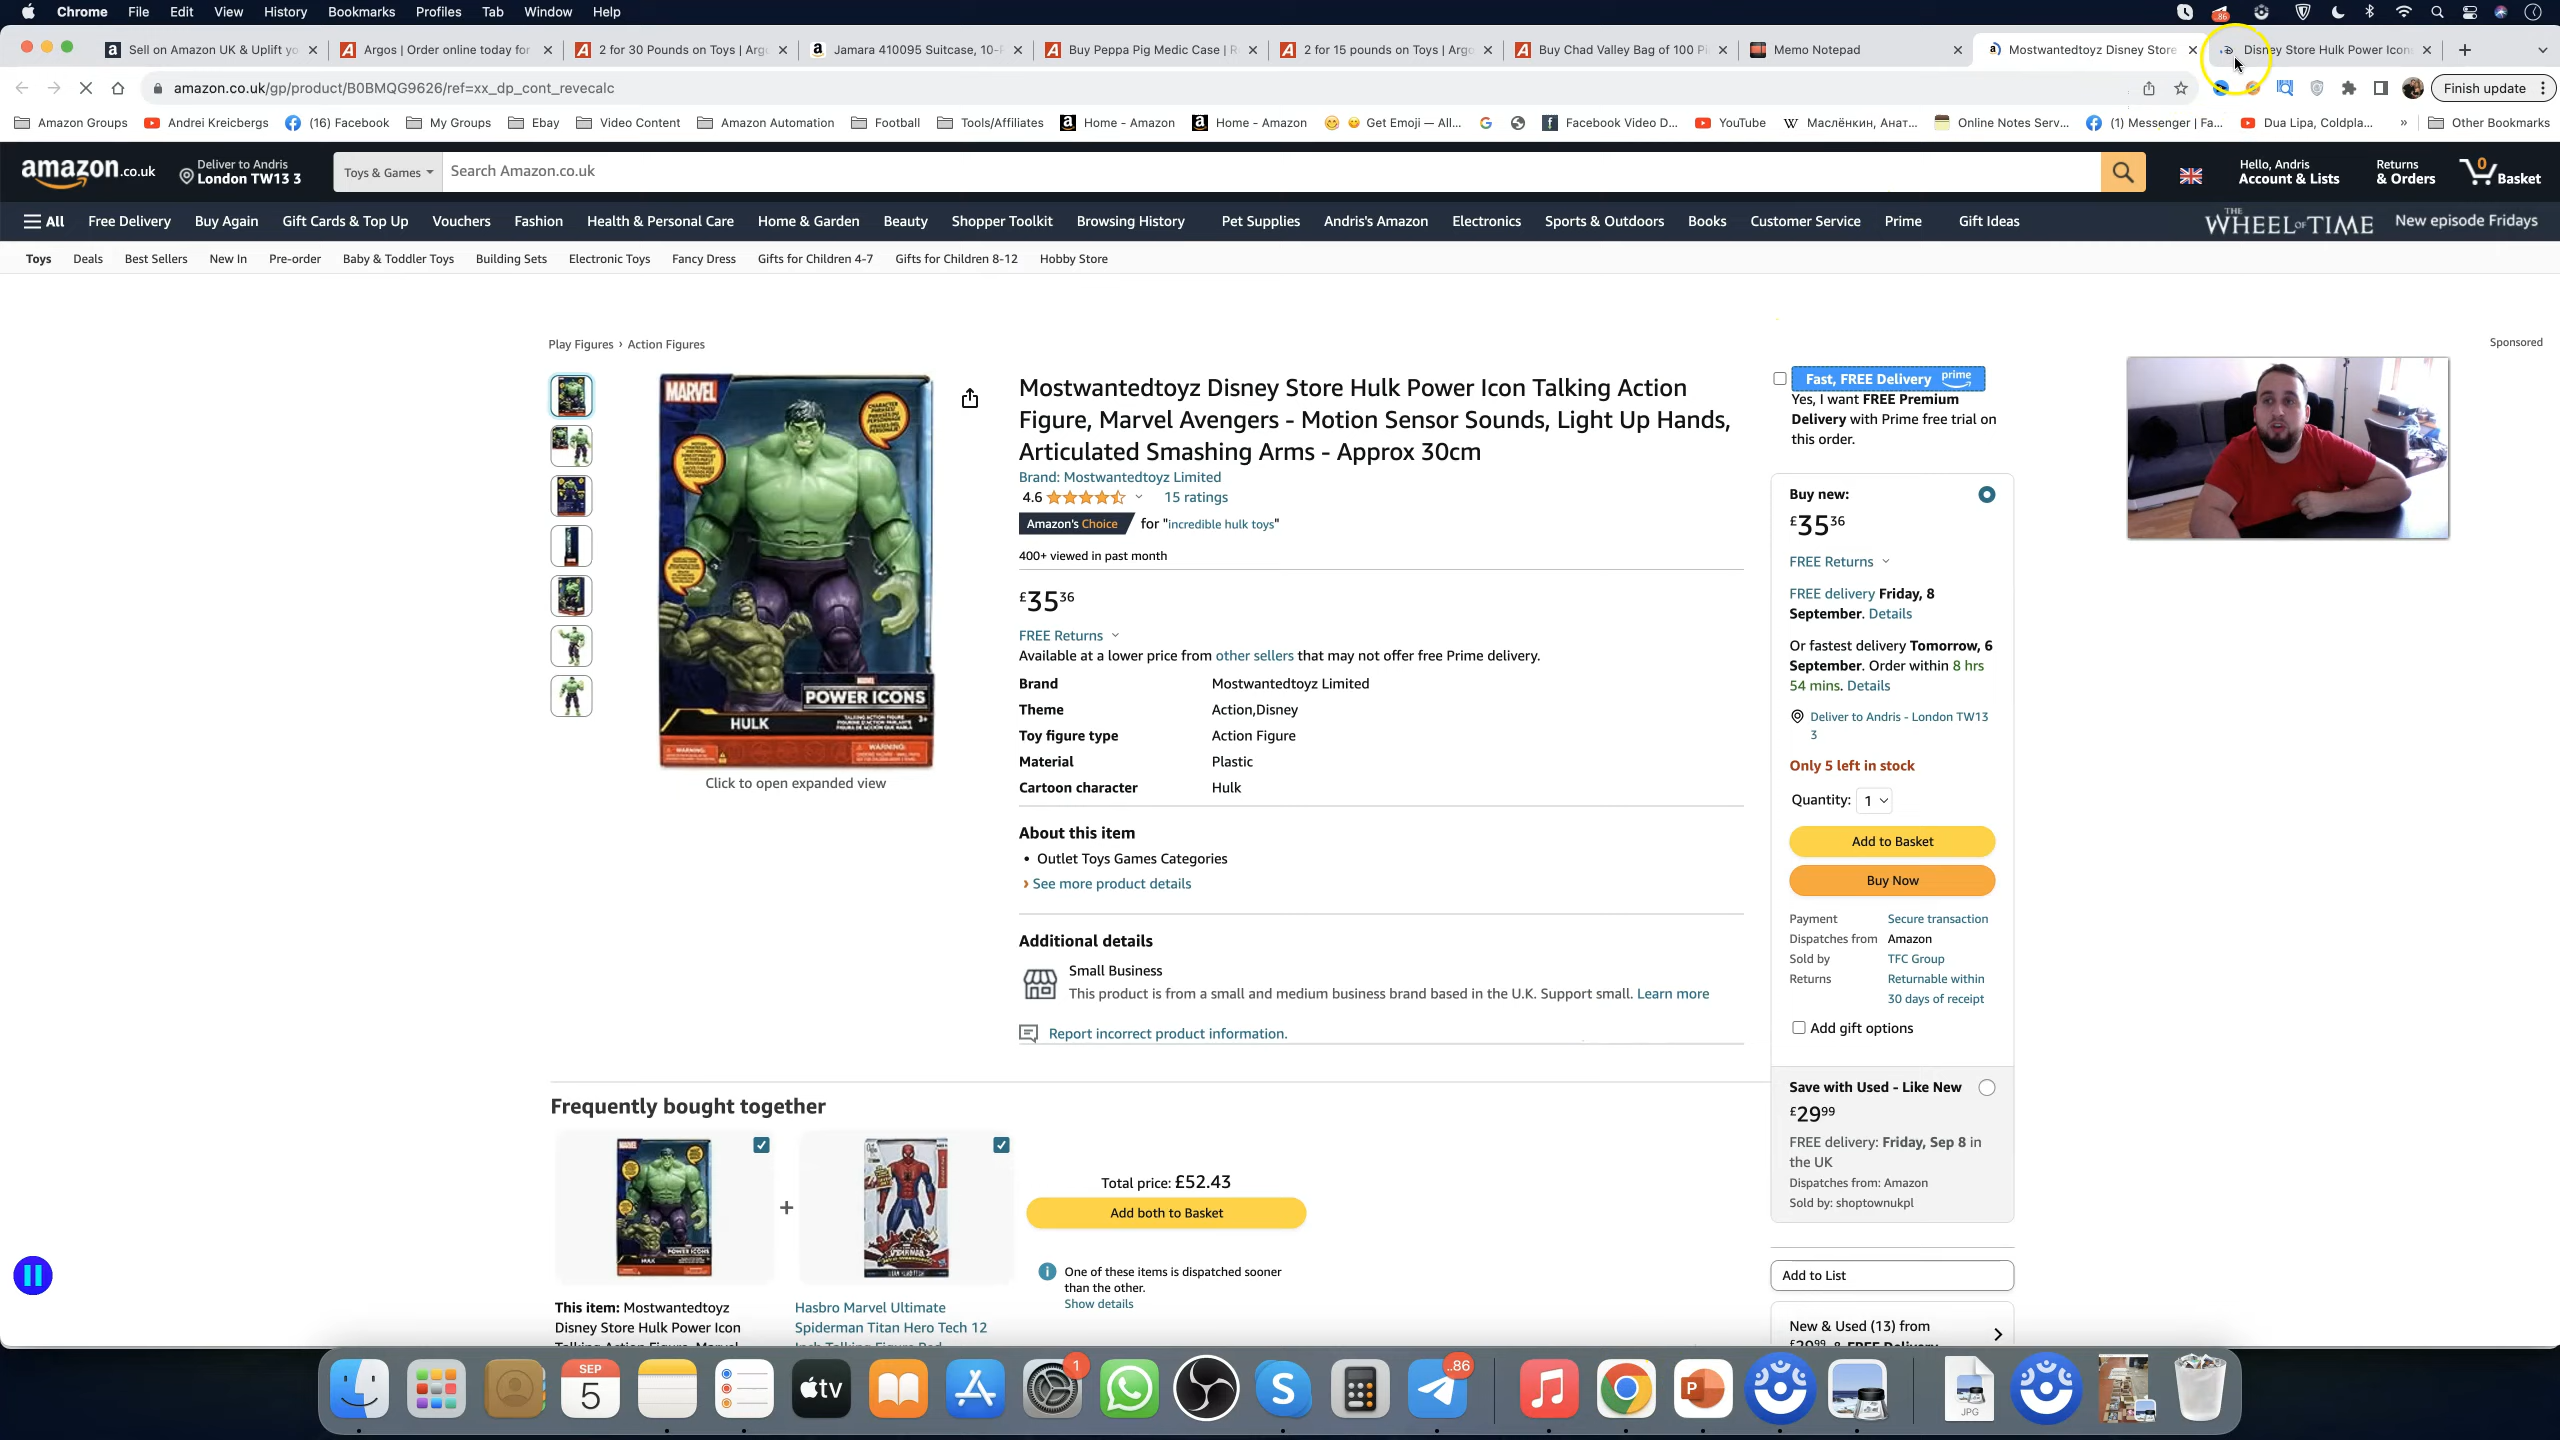 Chrome File Edit View History Bookmarks Profiles Tab Window Help
Sell on Amazon UK & Uplift yo
Argos | Order online today for
2 for 30 Pounds on Toys | Argo
Jamara 410095 Suitcase, 10-
Buy Peppa Pig Medic Case | R
2 for 15 pounds on Toys | Argo
Buy Chad Valley Bag of 100 Pl
Memo Notepad
Mostwantedtoyz Disney Store
Disney Store Hulk Power Icon
amazon.co.uk/gp/product/B0BMQG9626/ref=xx_dp_cont_revecalc
Finish update
Amazon Groups Andrei Kreicbergs (16) Facebook My Groups Ebay Video Content Amazon Automation Football Tools/Affiliates Home - Amazon Home - Amazon Get Emoji — All... Facebook Video D... YouTube Маслёнкин, Анат... Online Notes Serv... (1) Messenger | Fa... Dua Lipa, Coldpla... » Other Bookmarks
amazon.co.uk
Deliver to Andris
London TW13 3
Toys & Games
Search Amazon.co.uk
Hello, Andris
Account & Lists
Returns
& Orders
0
Basket
All Free Delivery Buy Again Gift Cards & Top Up Vouchers Fashion Health & Personal Care Home & Garden Beauty Shopper Toolkit Browsing History Pet Supplies Andris's Amazon Electronics Sports & Outdoors Books Customer Service Prime Gift Ideas
THE WHEEL OF TIME New episode Fridays
Toys Deals Best Sellers New In Pre-order Baby & Toddler Toys Building Sets Electronic Toys Fancy Dress Gifts for Children 4-7 Gifts for Children 8-12 Hobby Store
Play Figures › Action Figures
Sponsored
MARVEL
POWER ICONS
HULK
WARNING:
Click to open expanded view
Mostwantedtoyz Disney Store Hulk Power Icon Talking Action
Figure, Marvel Avengers - Motion Sensor Sounds, Light Up Hands,
Articulated Smashing Arms - Approx 30cm
Brand: Mostwantedtoyz Limited
4.6 15 ratings
Amazon's Choice for "incredible hulk toys"
400+ viewed in past month
£35 36
FREE Returns
Available at a lower price from other sellers that may not offer free Prime delivery.
Brand Mostwantedtoyz Limited
Theme Action,Disney
Toy figure type Action Figure
Material Plastic
Cartoon character Hulk
About this item
• Outlet Toys Games Categories
› See more product details
Additional details
Small Business
This product is from a small and medium business brand based in the U.K. Support small. Learn more
Report incorrect product information.
Fast, FREE Delivery prime
Yes, I want FREE Premium
Delivery with Prime free trial on
this order.
Buy new:
£35 36
FREE Returns
FREE delivery Friday, 8
September. Details
Or fastest delivery Tomorrow, 6
September. Order within 8 hrs
54 mins. Details
Deliver to Andris - London TW13
3
Only 5 left in stock
Quantity: 1
Add to Basket
Buy Now
Payment Secure transaction
Dispatches from Amazon
Sold by TFC Group
Returns Returnable within
30 days of receipt
Add gift options
Save with Used - Like New
£29 99
FREE delivery: Friday, Sep 8 in
the UK
Dispatches from: Amazon
Sold by: shoptownukpl
Add to List
New & Used (13) from
Frequently bought together
+
Total price: £52.43
Add both to Basket
One of these items is dispatched sooner
than the other.
Show details
This item: Mostwantedtoyz
Disney Store Hulk Power Icon
Hasbro Marvel Ultimate
Spiderman Titan Hero Tech 12
SEP
5
tv
1
..86
JPG